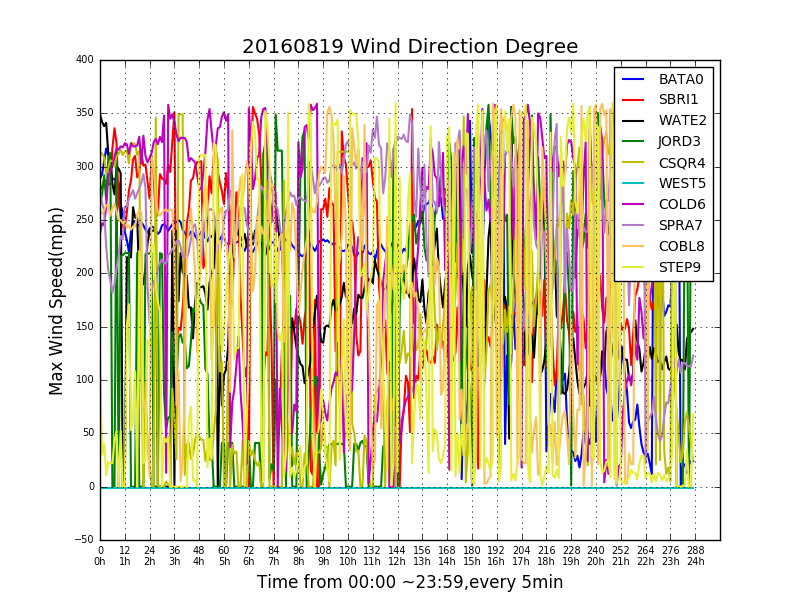 20160819 Wind Direction Degree
400
350
300
250
200
150
100
50
0
−50
Max Wind Speed(mph)
BATA0
SBRI1
WATE2
JORD3
CSQR4
WEST5
COLD6
SPRA7
COBL8
STEP9
0 12 24 36 48 60 72 84 96 108 120 132 144 156 168 180 192 204 216 228 240 252 264 276 288
0h 1h 2h 3h 4h 5h 6h 7h 8h 9h 10h 11h 12h 13h 14h 15h 16h 17h 18h 19h 20h 21h 22h 23h 24h
Time from 00:00 ~23:59,every 5min